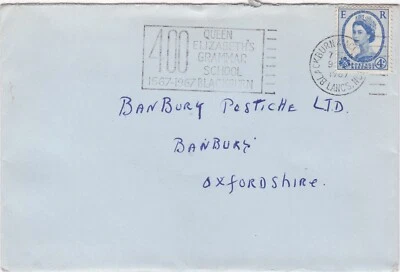 400
QUEEN
ELIZABETH'S
GRAMMAR
SCHOOL
1567-1967 BLACKBURN
E R
BLACKBURN
1967
LANCS.
4D
BanBury Postiche LTD.
BanBury
Oxfordshire.